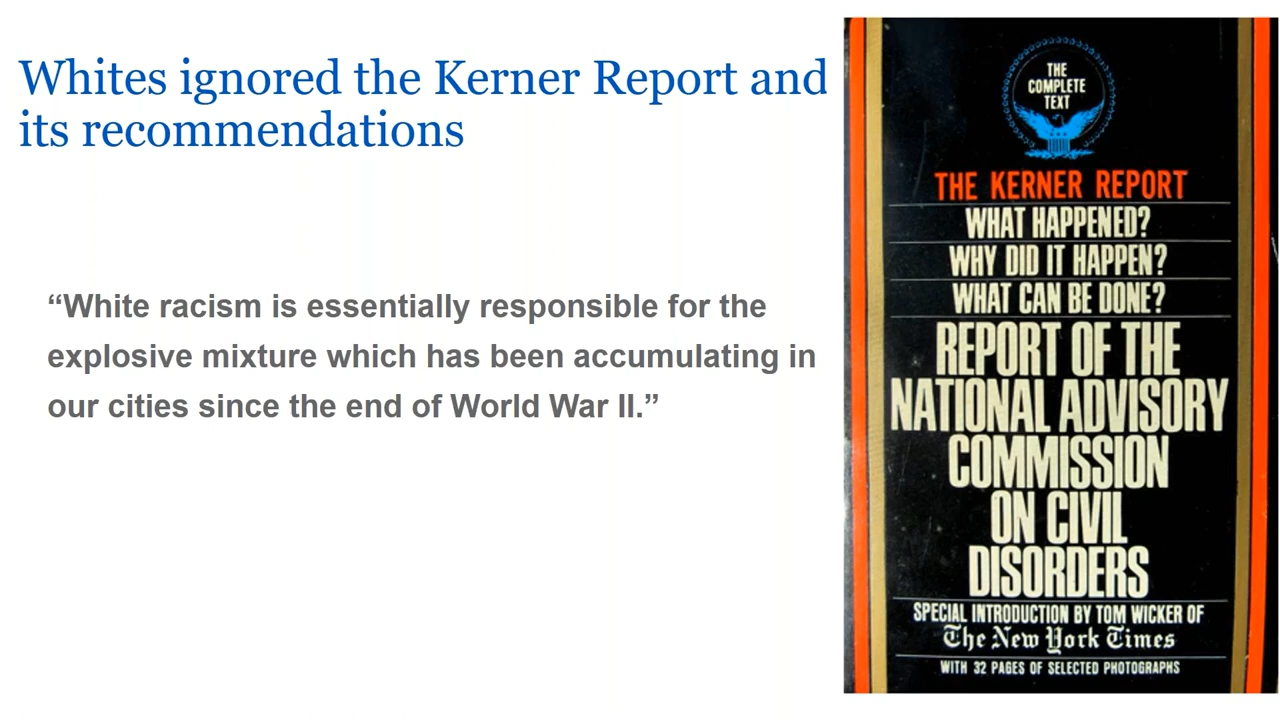 Whites ignored the Kerner Report and
its recommendations
“White racism is essentially responsible for the
explosive mixture which has been accumulating in
our cities since the end of World War II.”
THE
COMPLETE
TEXT
THE KERNER REPORT
WHAT HAPPENED?
WHY DID IT HAPPEN?
WHAT CAN BE DONE?
REPORT OF THE
NATIONAL ADVISORY
COMMISSION
ON CIVIL
DISORDERS
SPECIAL INTRODUCTION BY TOM WICKER OF
The New York Times
WITH 32 PAGES OF SELECTED PHOTOGRAPHS